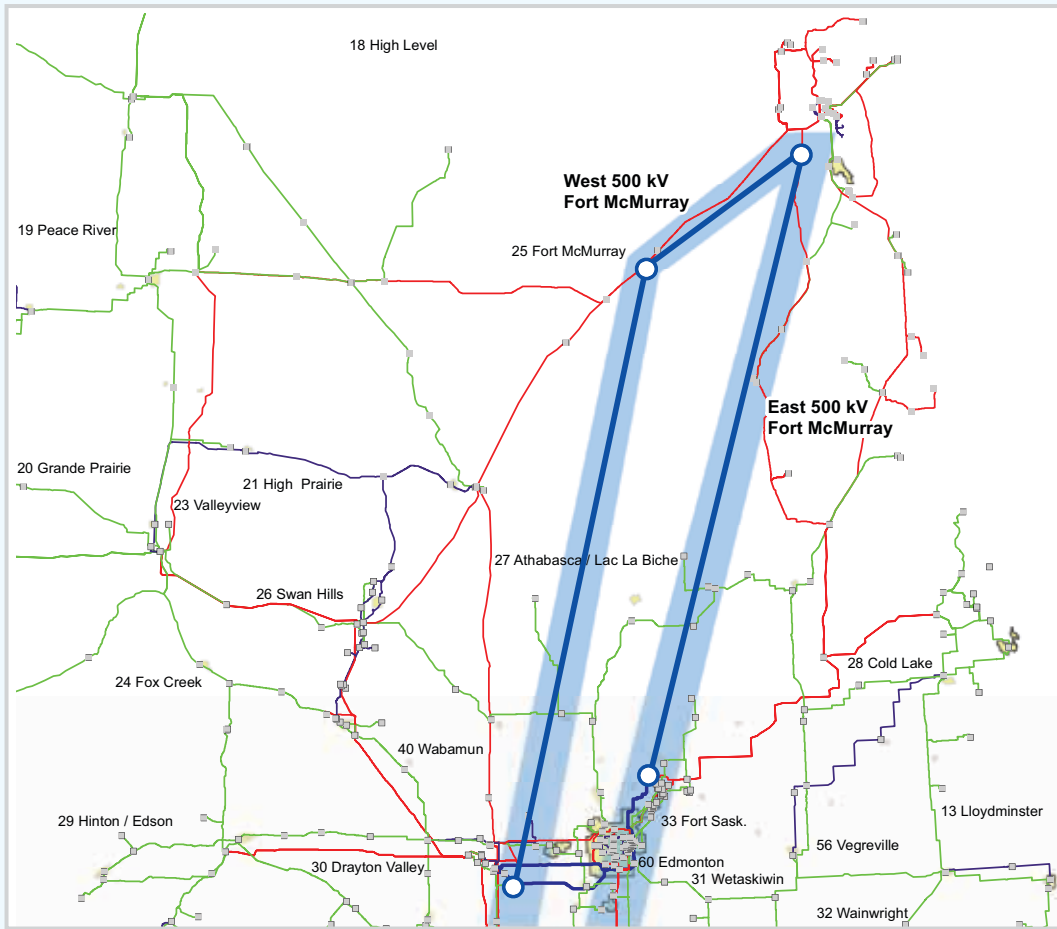 18 High Level
West 500 kV
Fort McMurray
19 Peace River
25 Fort McMurray
East 500 kV
Fort McMurray
20 Grande Prairie
21 High  Prairie
23 Valleyview
27 Athabasca / Lac La Biche
26 Swan Hills
28 Cold Lake
24 Fox Creek
40 Wabamun
13 Lloydminster
29 Hinton / Edson
33 Fort Sask.
56 Vegreville
30 Drayton Valley
60 Edmonton
31 Wetaskiwin
32 Wainwright